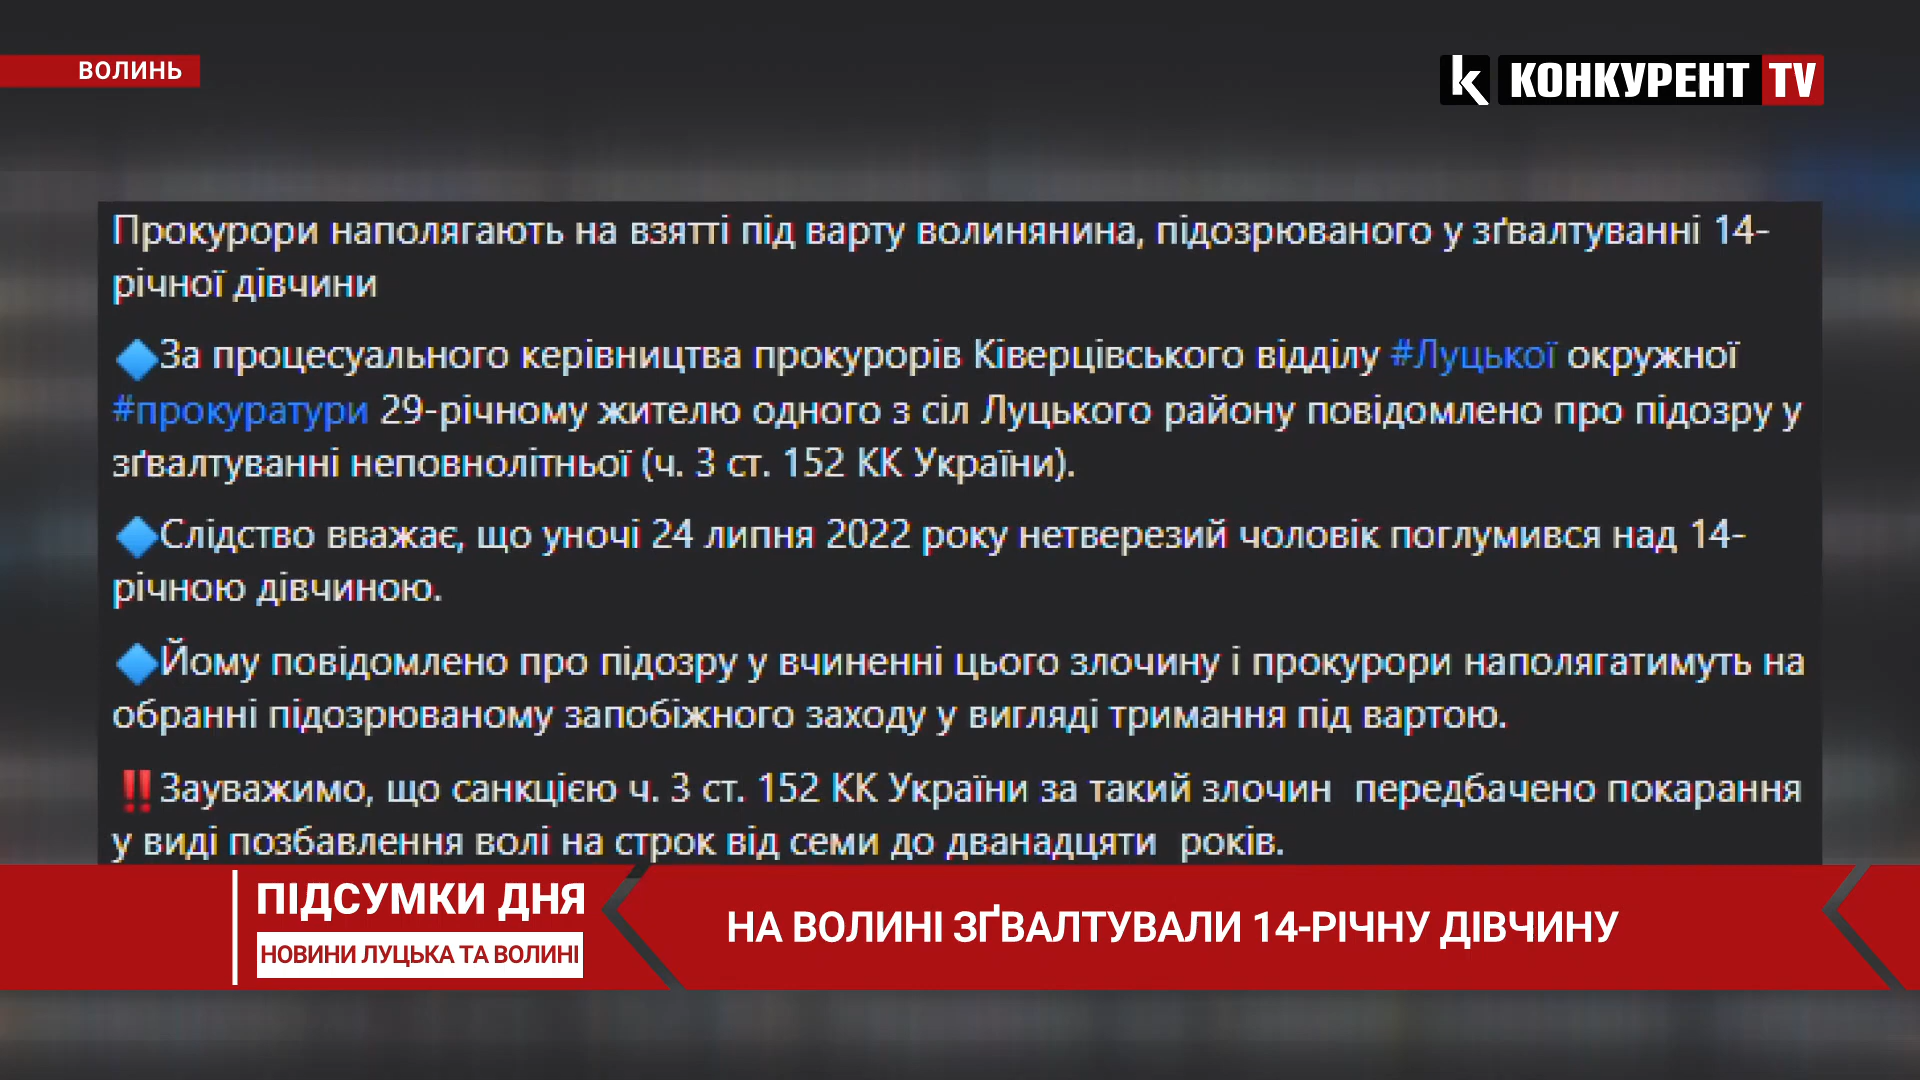 ВОЛИНЬ
k КОНКУРЕНТ TV
Прокурори наполягають на взятті під варту волинянина, підозрюваного у зґвалтуванні 14-
річної дівчини
🔷За процесуального керівництва прокурорів Ківерцівського відділу #Луцької окружної
#прокуратури 29-річному жителю одного з сіл Луцького району повідомлено про підозру у
зґвалтуванні неповнолітньої (ч. 3 ст. 152 КК України).
🔷Слідство вважає, що уночі 24 липня 2022 року нетверезий чоловік поглумився над 14-
річною дівчиною.
🔷Йому повідомлено про підозру у вчиненні цього злочину і прокурори наполягатимуть на
обранні підозрюваному запобіжного заходу у вигляді тримання під вартою.
‼️Зауважимо, що санкцією ч. 3 ст. 152 КК України за такий злочин  передбачено покарання
у виді позбавлення волі на строк від семи до дванадцяти  років.
ПІДСУМКИ ДНЯ
НОВИНИ ЛУЦЬКА ТА ВОЛИНІ
НА ВОЛИНІ ЗҐВАЛТУВАЛИ 14-РІЧНУ ДІВЧИНУ